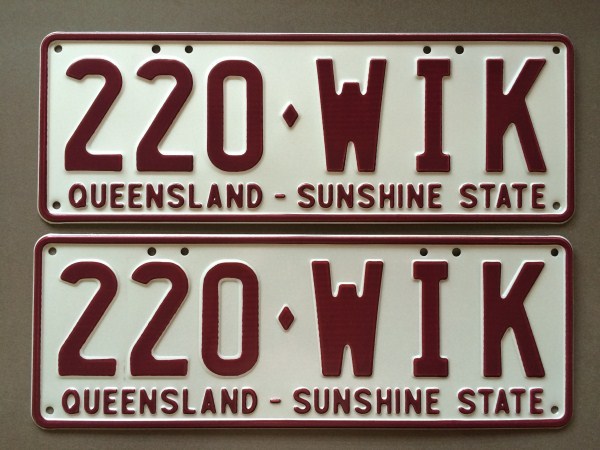 220♦WIK
QUEENSLAND - SUNSHINE STATE
220♦WIK
QUEENSLAND - SUNSHINE STATE